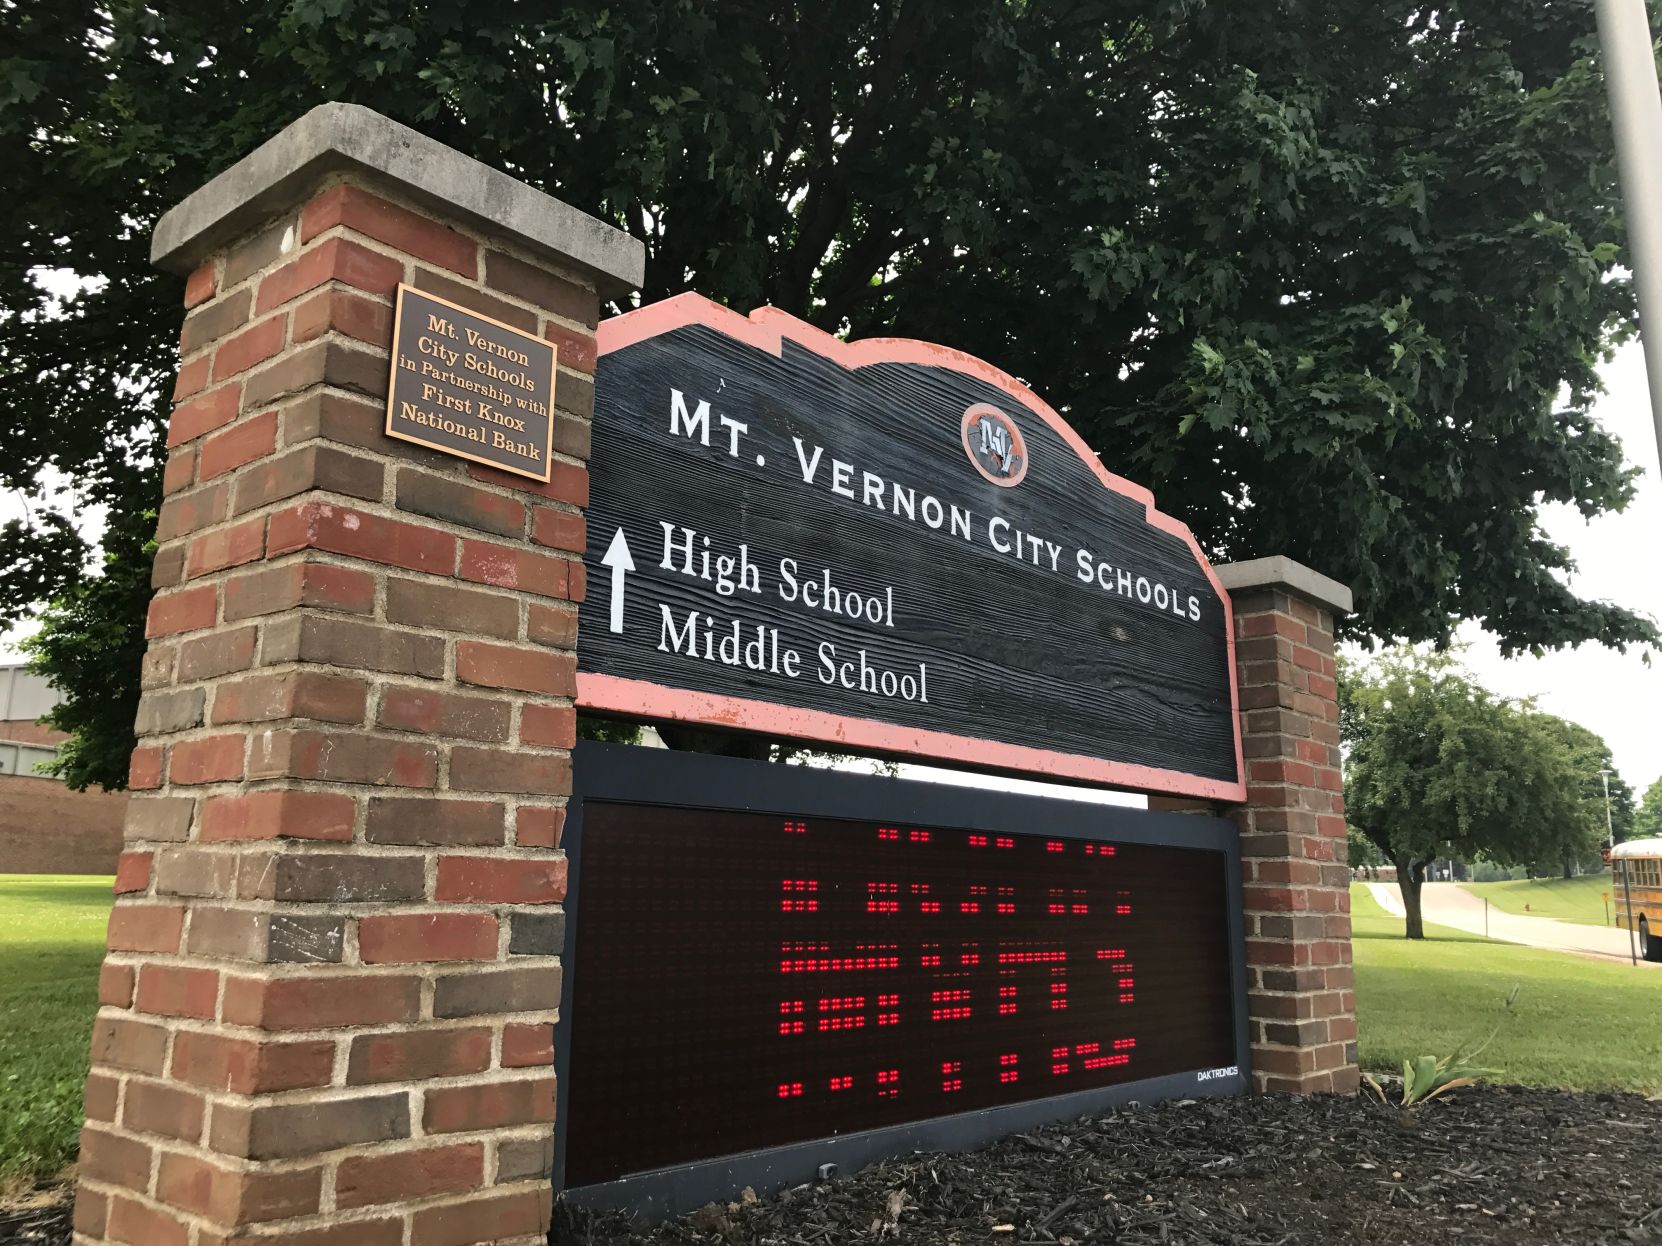 Mt. Vernon
City Schools
in Partnership with
First Knox
National Bank
MV
MT. VERNON CITY SCHOOLS
High School
Middle School
DAKTRONICS